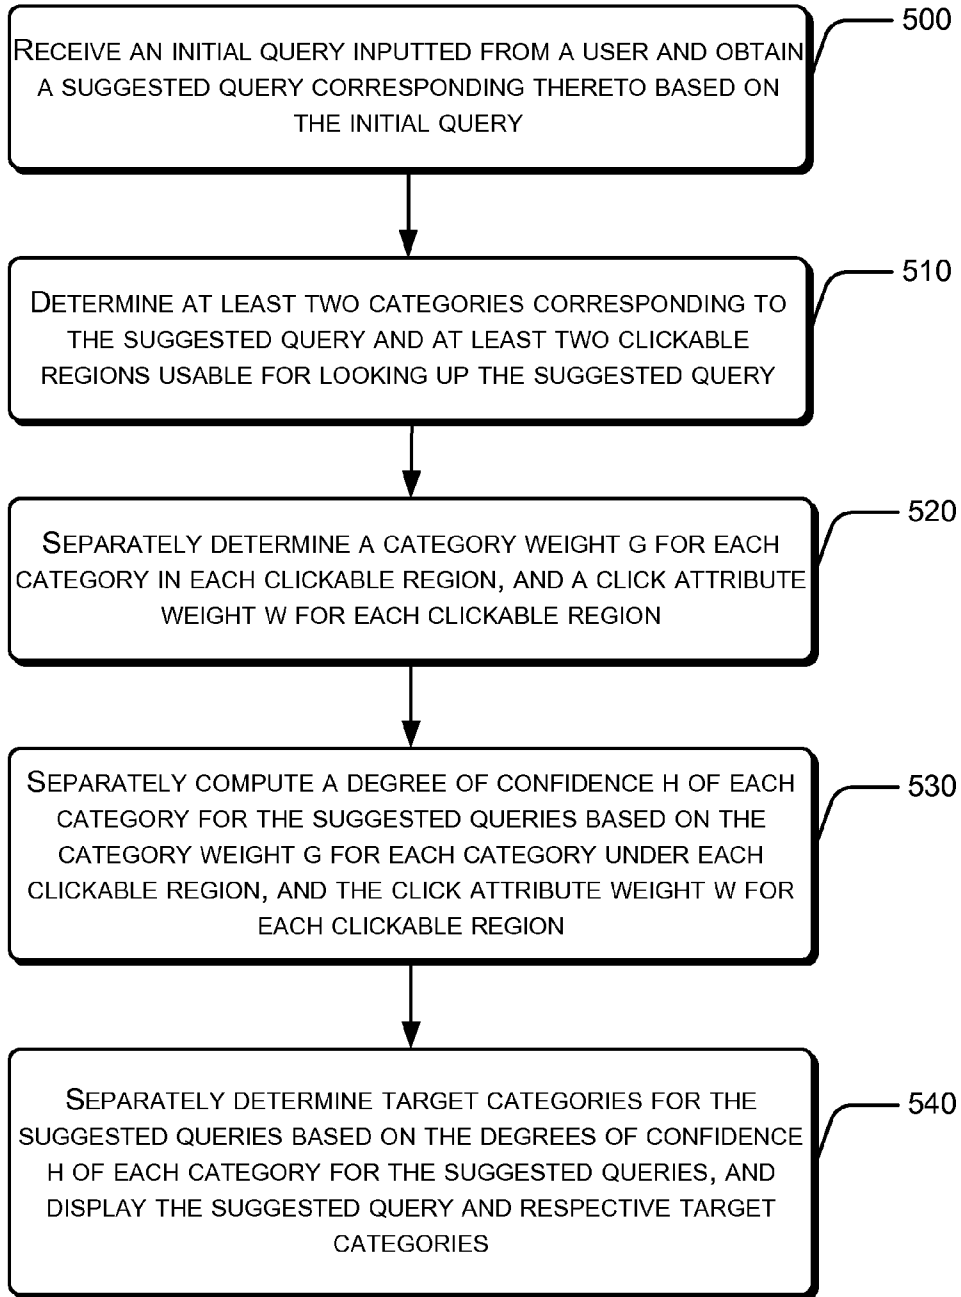 RECEIVE AN INITIAL QUERY INPUTTED FROM A USER AND OBTAIN
A SUGGESTED QUERY CORRESPONDING THERETO BASED ON
THE INITIAL QUERY
500
DETERMINE AT LEAST TWO CATEGORIES CORRESPONDING TO
THE SUGGESTED QUERY AND AT LEAST TWO CLICKABLE
REGIONS USABLE FOR LOOKING UP THE SUGGESTED QUERY
510
SEPARATELY DETERMINE A CATEGORY WEIGHT G FOR EACH
CATEGORY IN EACH CLICKABLE REGION, AND A CLICK ATTRIBUTE
WEIGHT W FOR EACH CLICKABLE REGION
520
SEPARATELY COMPUTE A DEGREE OF CONFIDENCE H OF EACH
CATEGORY FOR THE SUGGESTED QUERIES BASED ON THE
CATEGORY WEIGHT G FOR EACH CATEGORY UNDER EACH
CLICKABLE REGION, AND THE CLICK ATTRIBUTE WEIGHT W FOR
EACH CLICKABLE REGION
530
SEPARATELY DETERMINE TARGET CATEGORIES FOR THE
SUGGESTED QUERIES BASED ON THE DEGREES OF CONFIDENCE
H OF EACH CATEGORY FOR THE SUGGESTED QUERIES, AND
DISPLAY THE SUGGESTED QUERY AND RESPECTIVE TARGET
CATEGORIES
540